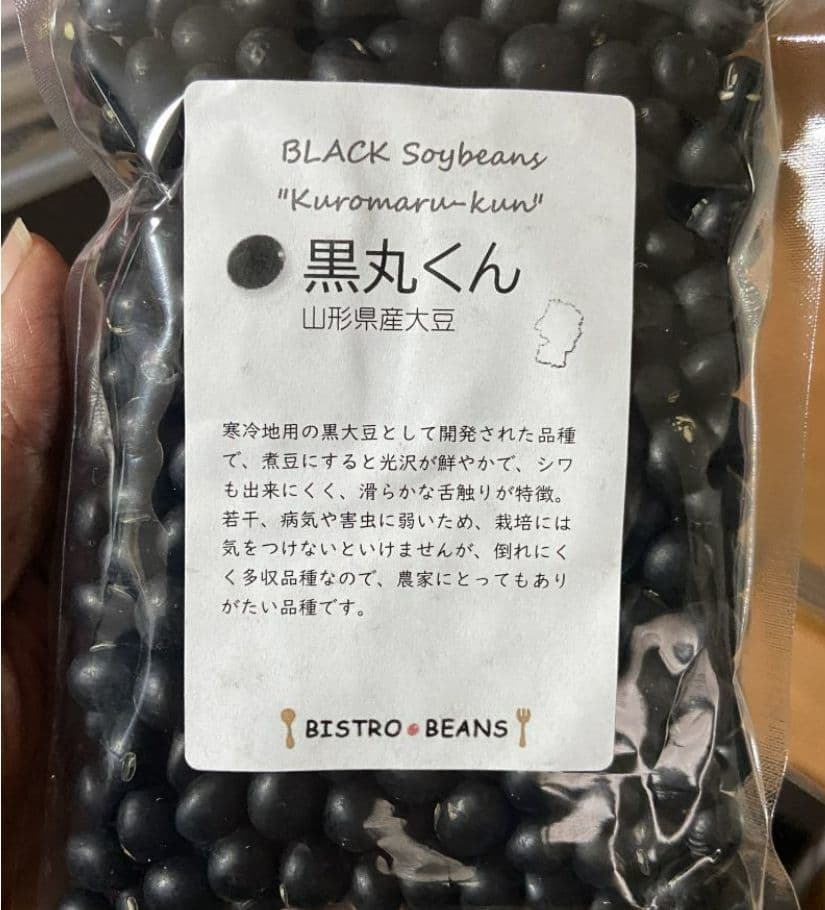 BLACK Soybeans
"Kuromaru-kun"
黒丸くん
山形県産大豆
寒冷地用の黒大豆として開発された品種
で、煮豆にすると光沢が鮮やかで、シワ
も出来にくく、滑らかな舌触りが特徴。
若干、病気や害虫に弱いため、栽培には
気をつけないといけませんが、倒れにく
く多収品種なので、農家にとってもあり
がたい品種です。
BISTRO BEANS